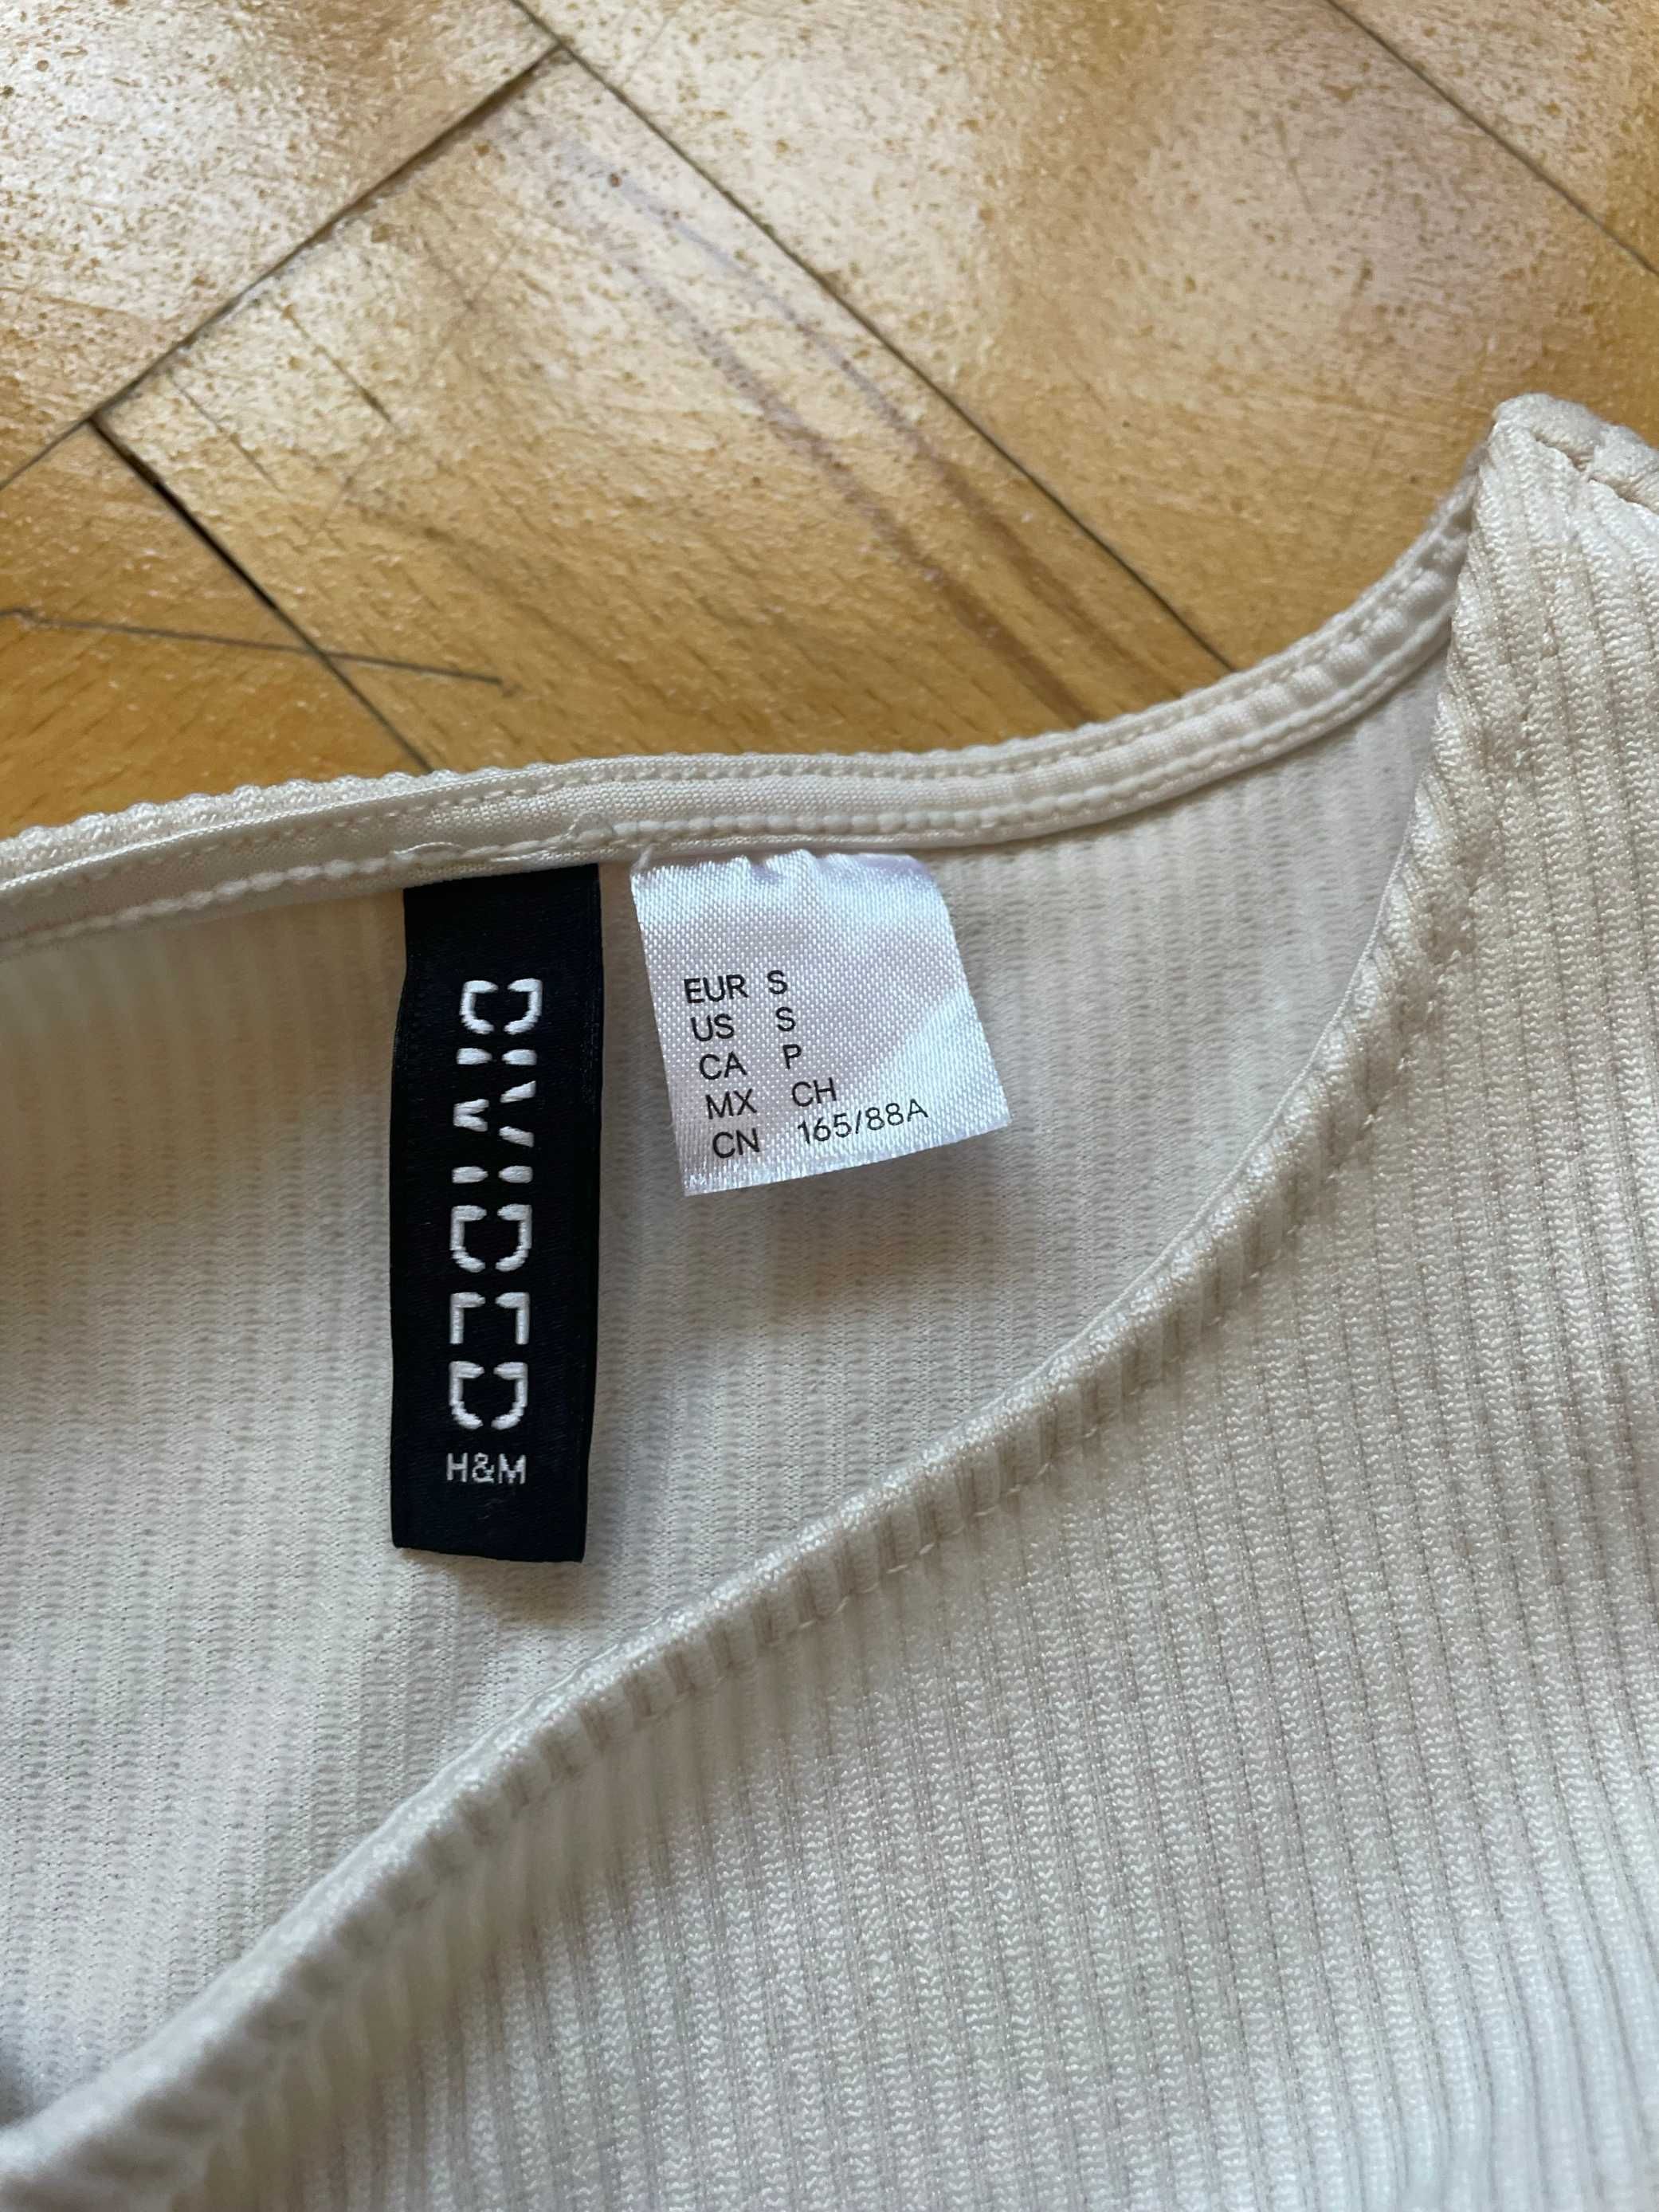 DIVIDED
H&M
EUR S
US S
CA P
MX CH
CN 165/88A